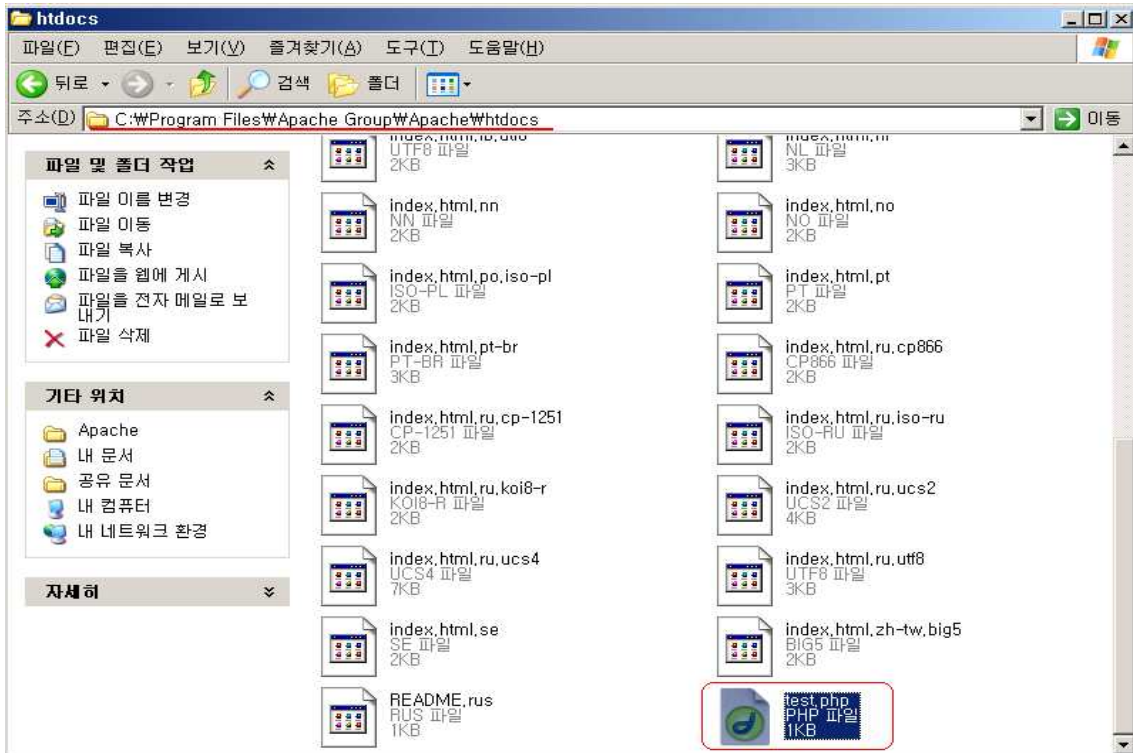 htdocs
파일(F) 편집(E) 보기(V) 즐겨찾기(A) 도구(T) 도움말(H)
뒤로 검색 폴더
주소(D) C:₩Program Files₩Apache Group₩Apache₩htdocs 이동
파일 및 폴더 작업
파일 이름 변경
파일 이동
파일 복사
파일을 웹에 게시
파일을 전자 메일로 보
내기
파일 삭제
기타 위치
Apache
내 문서
공유 문서
내 컴퓨터
내 네트워크 환경
자세히
UTF8 파일
2KB
NL 파일
3KB
index.html.nn
NN 파일
2KB
index.html.no
NO 파일
2KB
index.html.po.iso-pl
ISO-PL 파일
2KB
index.html.pt
PT 파일
2KB
index.html.pt-br
PT-BR 파일
3KB
index.html.ru.cp866
CP866 파일
2KB
index.html.ru.cp-1251
CP-1251 파일
2KB
index.html.ru.iso-ru
ISO-RU 파일
2KB
index.html.ru.koi8-r
KOI8-R 파일
2KB
index.html.ru.ucs2
UCS2 파일
4KB
index.html.ru.ucs4
UCS4 파일
7KB
index.html.ru.utf8
UTF8 파일
3KB
index.html.se
SE 파일
2KB
index.html.zh-tw.big5
BIG5 파일
2KB
README.rus
RUS 파일
1KB
test.php
PHP 파일
1KB